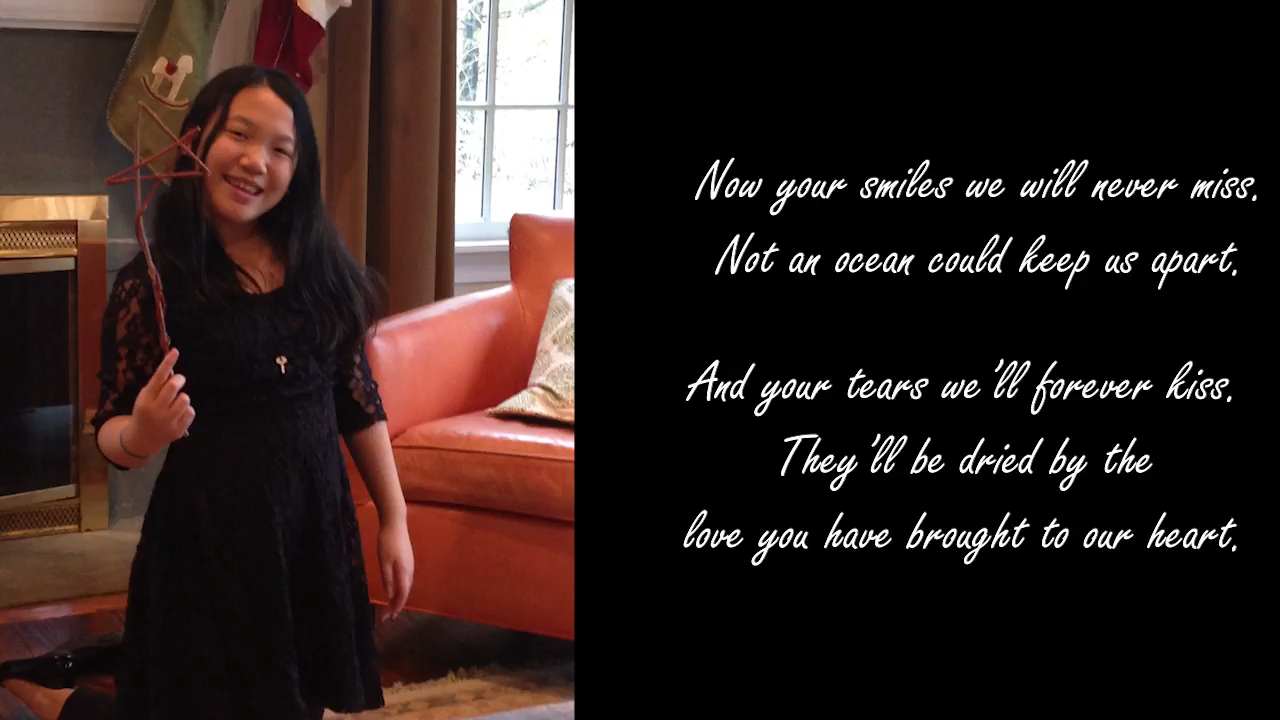 Now your smiles we will never miss.
Not an ocean could keep us apart.
And your tears we'll forever kiss.
They'll be dried by the
love you have brought to our heart.